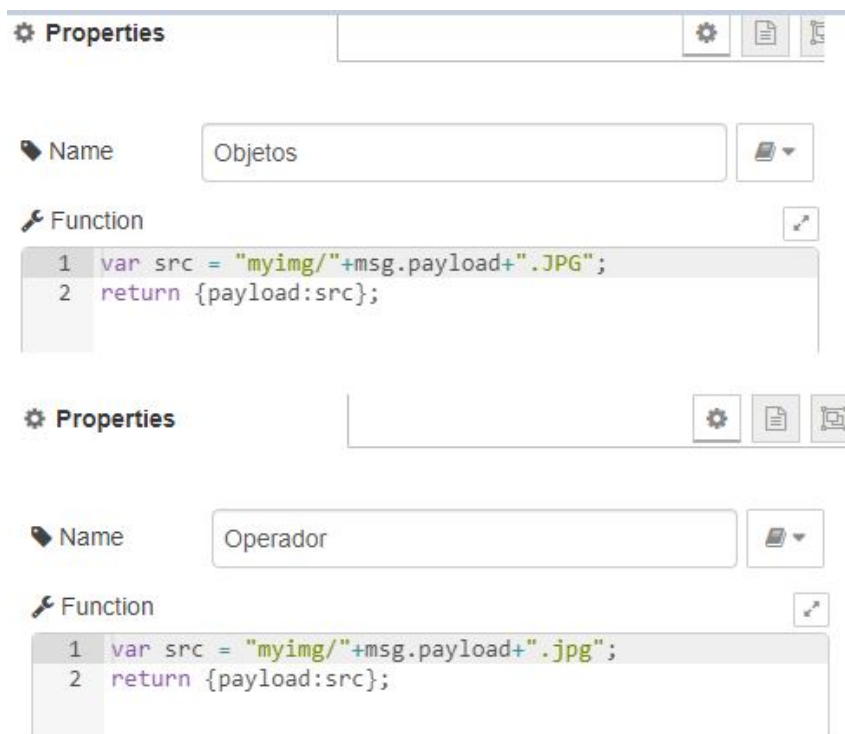 Properties
Name
Objetos
Function
1 var src = "myimg/"+msg.payload+".JPG";
2 return {payload:src};
Properties
Name
Operador
Function
1 var src = "myimg/"+msg.payload+".jpg";
2 return {payload:src};